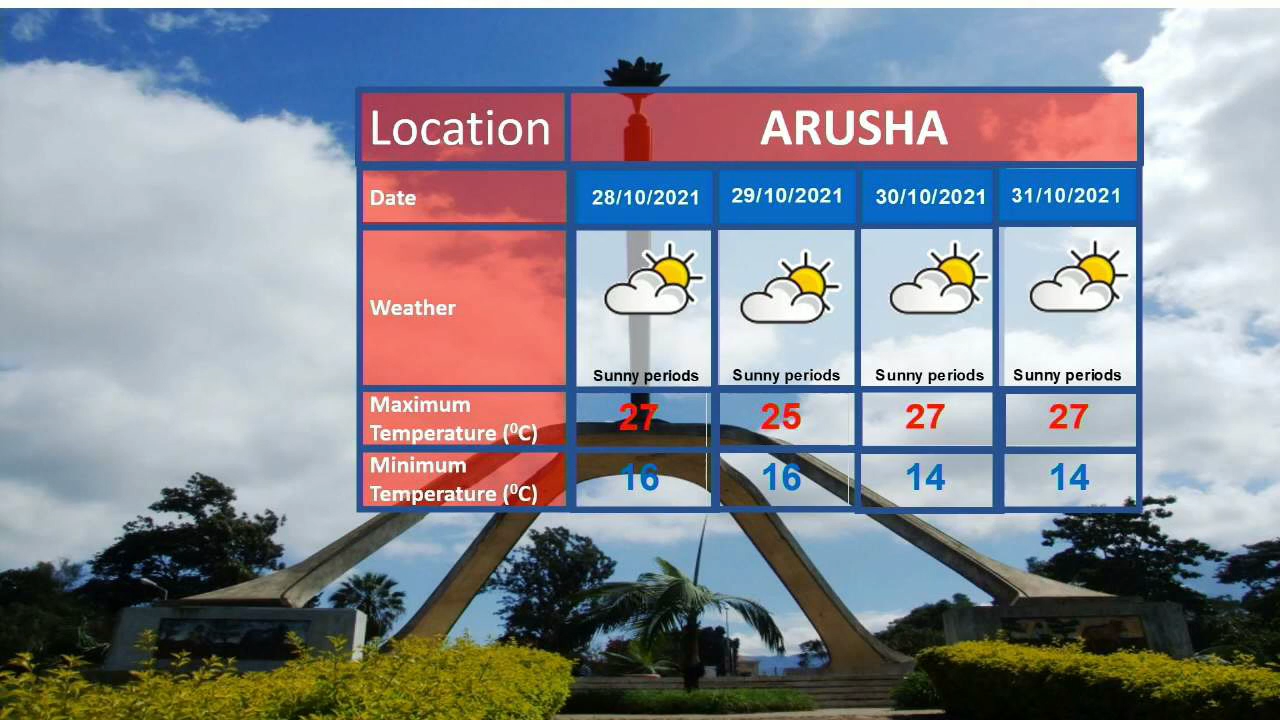 Location ARUSHA
Date 28/10/2021 29/10/2021 30/10/2021 31/10/2021
Weather
Sunny periods Sunny periods Sunny periods Sunny periods
Maximum
Temperature (⁰C) 27 25 27 27
Minimum
Temperature (⁰C) 16 16 14 14